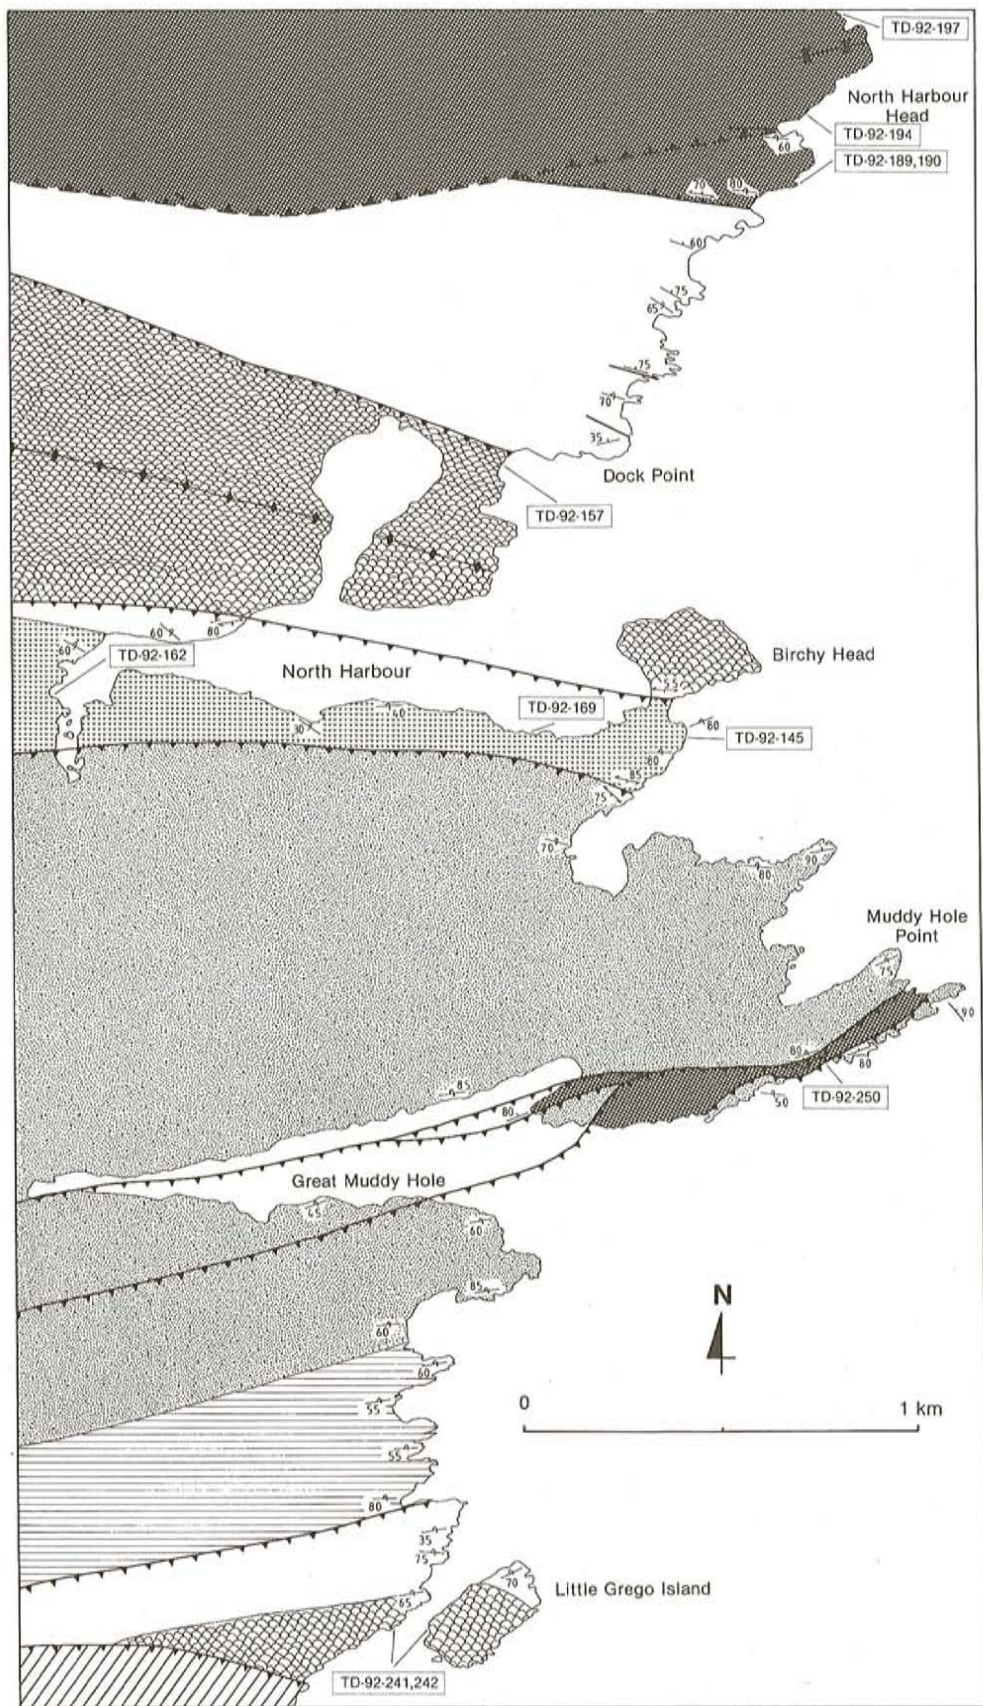 TD-92-197
North Harbour
Head
TD-92-194
60
TD-92-189,190
70
80
60
75
65
75
70
35
Dock Point
TD-92-157
60
80
60
TD-92-162
North Harbour
Birchy Head
55
TD-92-169
40
30
80
TD-92-145
80
85
75
70
80
90
Muddy Hole
Point
75
90
80
80
85
80
50
TD-92-250
Great Muddy Hole
45
60
85
N
60
60
0
1 km
55
55
80
35
75
70
Little Grego Island
65
TD-92-241,242